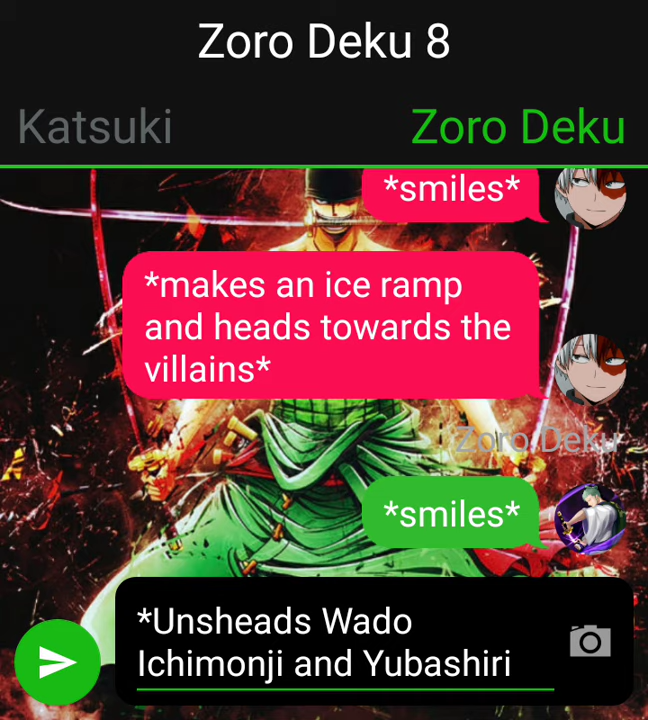 Zoro Deku 8
Katsuki
Zoro Deku
*smiles*
*makes an ice ramp
and heads towards the
villains*
Zoro Deku
*smiles*
*Unsheads Wado
Ichimonji and Yubashiri